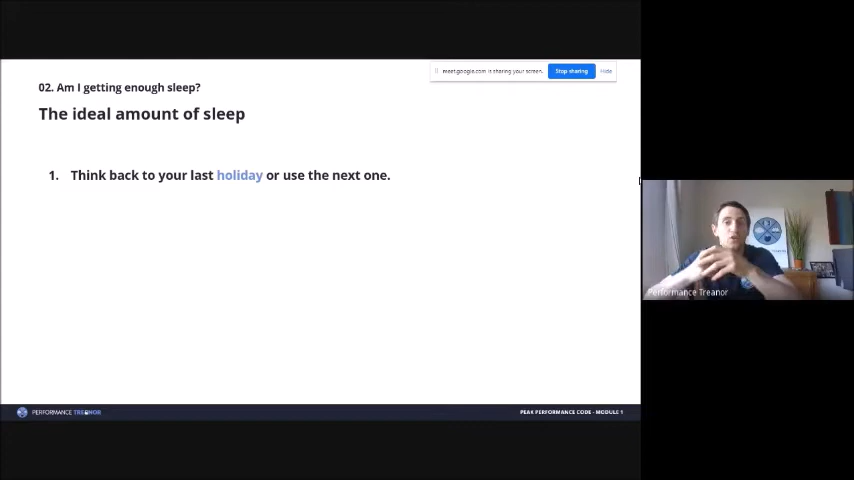 02. Am I getting enough sleep?
meet.google.com is sharing your screen.
Stop sharing
Hide
The ideal amount of sleep
1. Think back to your last holiday or use the next one.
Performance Treanor
PERFORMANCE TREANOR
PEAK PERFORMANCE CODE - MODULE 1